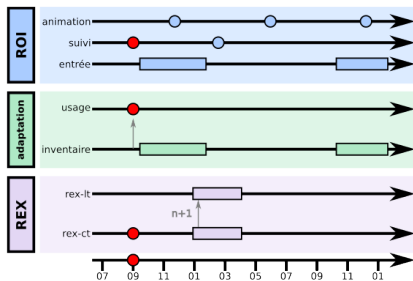 ROI
animation
suivi
entrée
adaptation
usage
inventaire
REX
rex-lt
n+1
rex-ct
07 09 11 01 03 05 07 09 11 01